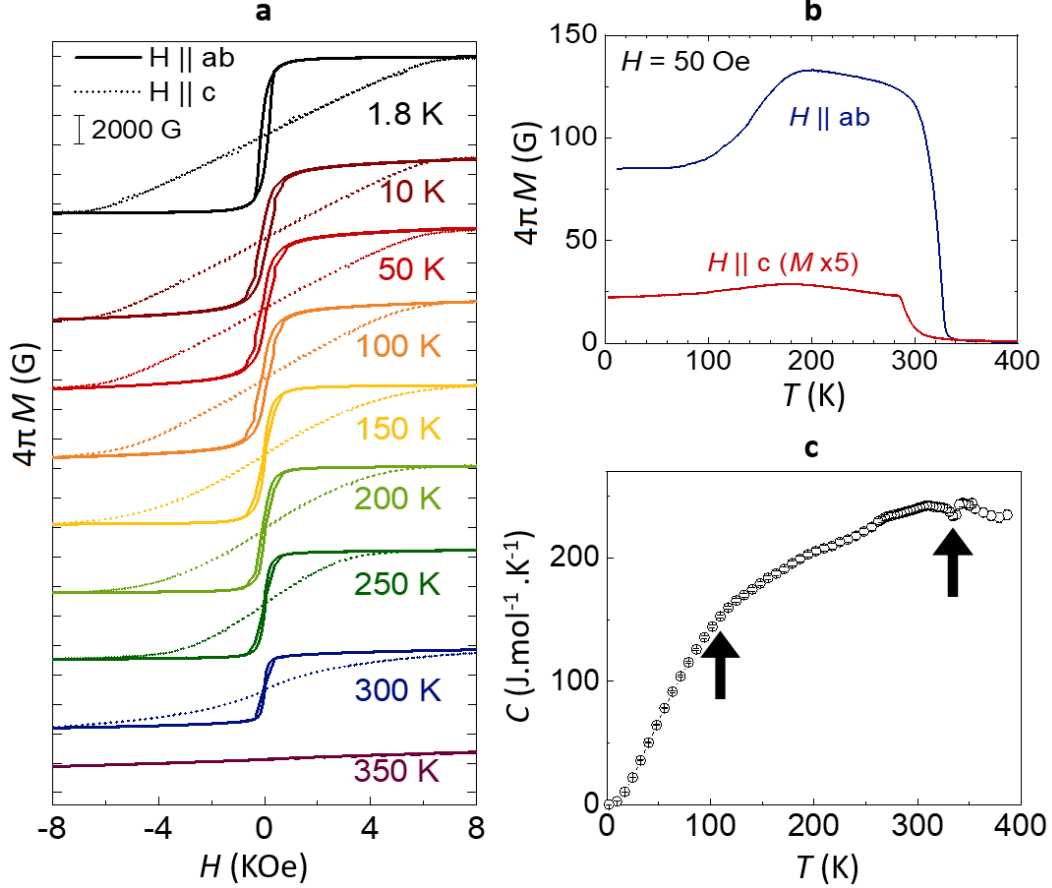 a
H || ab
H || c
2000 G
1.8 K
10 K
50 K
100 K
150 K
200 K
250 K
300 K
350 K
4π M (G)
-8
-4
0
4
8
H (KOe)
b
H = 50 Oe
H || ab
H || c (M x5)
150
100
50
0
4π M (G)
0
100
200
300
400
T (K)
c
200
100
0
C (J.mol⁻¹.K⁻¹)
0
100
200
300
400
T (K)